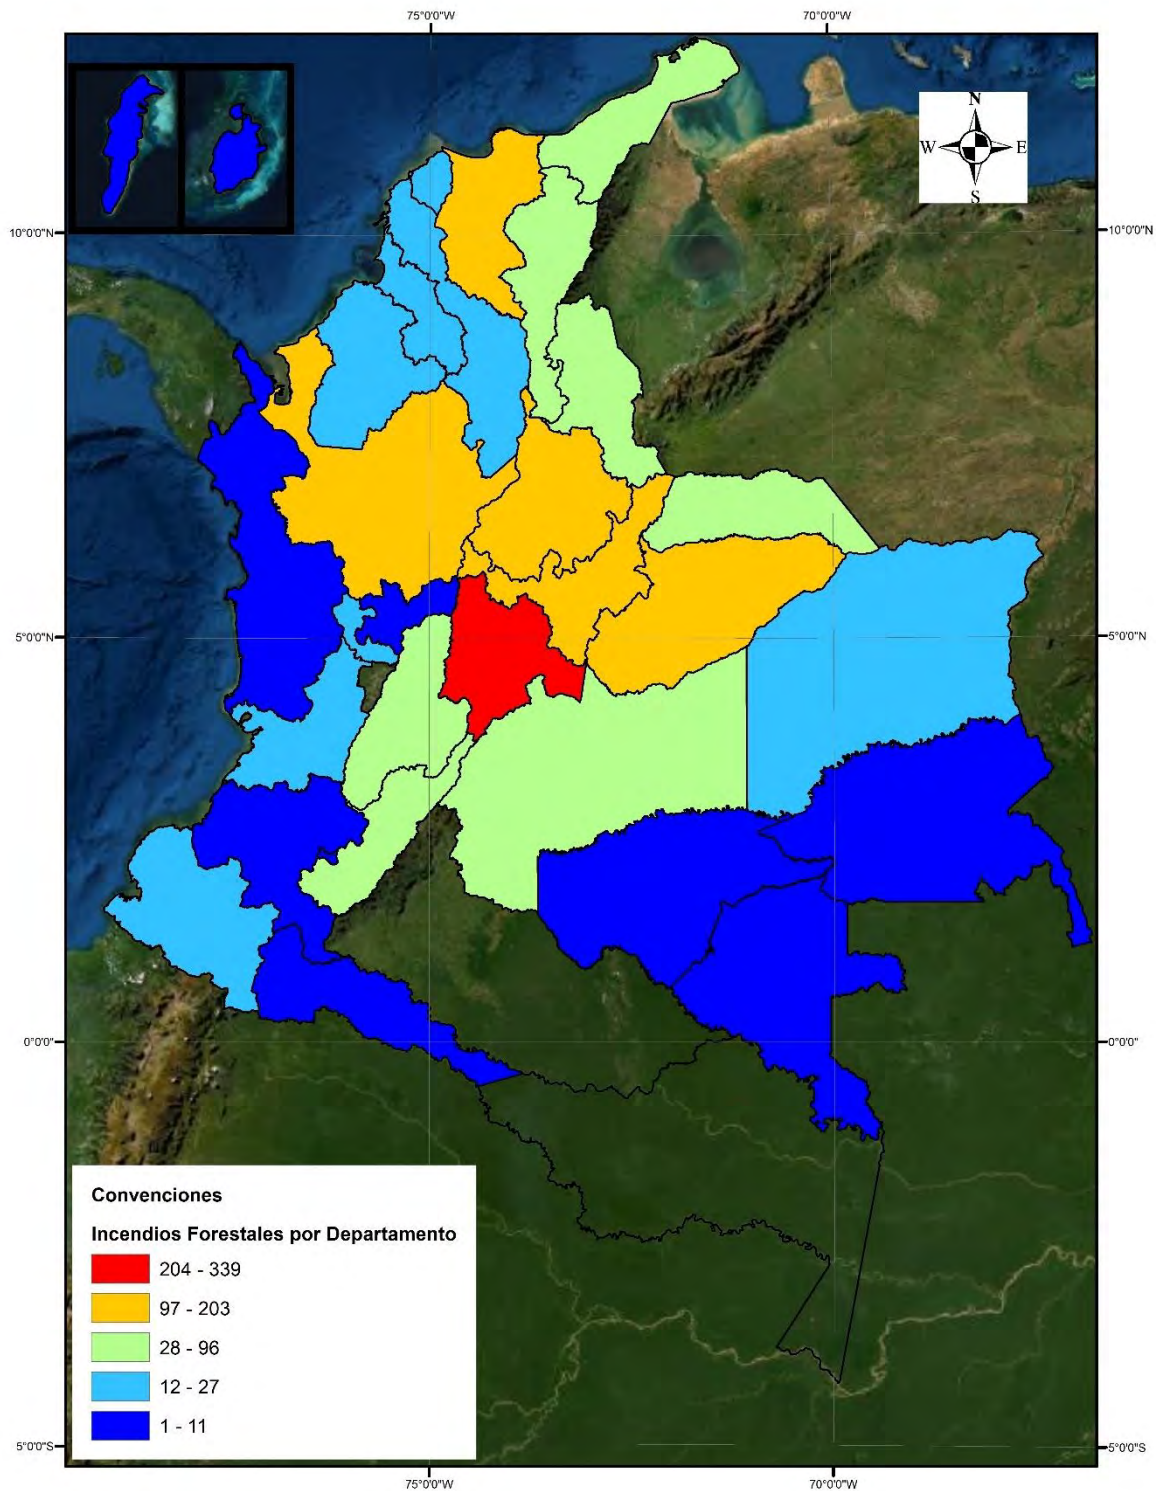 75°0'0"W
70°0'0"W
N
W
E
S
10°0'0"N
10°0'0"N
5°0'0"N
5°0'0"N
0°0'0"
0°0'0"
Convenciones
Incendios Forestales por Departamento
204 - 339
97 - 203
28 - 96
12 - 27
1 - 11
5°0'0"S
5°0'0"S
75°0'0"W
70°0'0"W